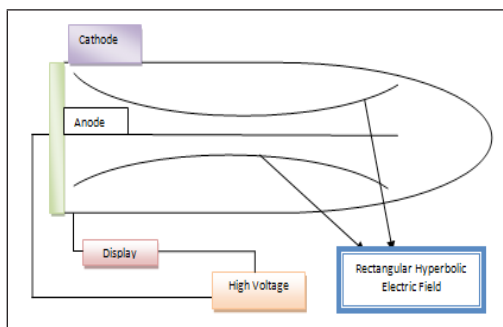 Cathode
Anode
Display
High Voltage
Rectangular Hyperbolic
Electric Field